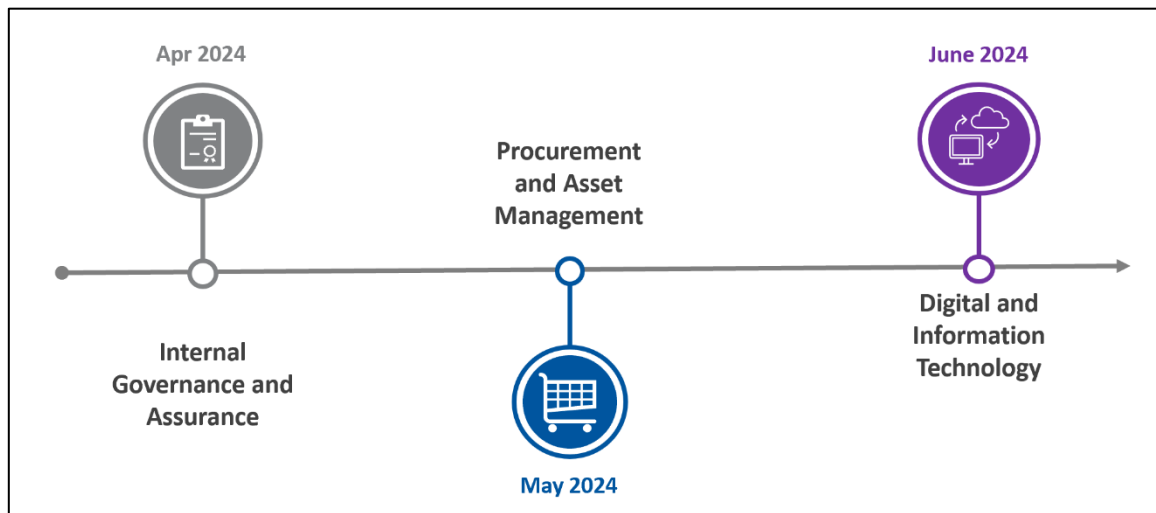 Apr 2024
Internal
Governance and
Assurance
Procurement
and Asset
Management
May 2024
June 2024
Digital and
Information
Technology